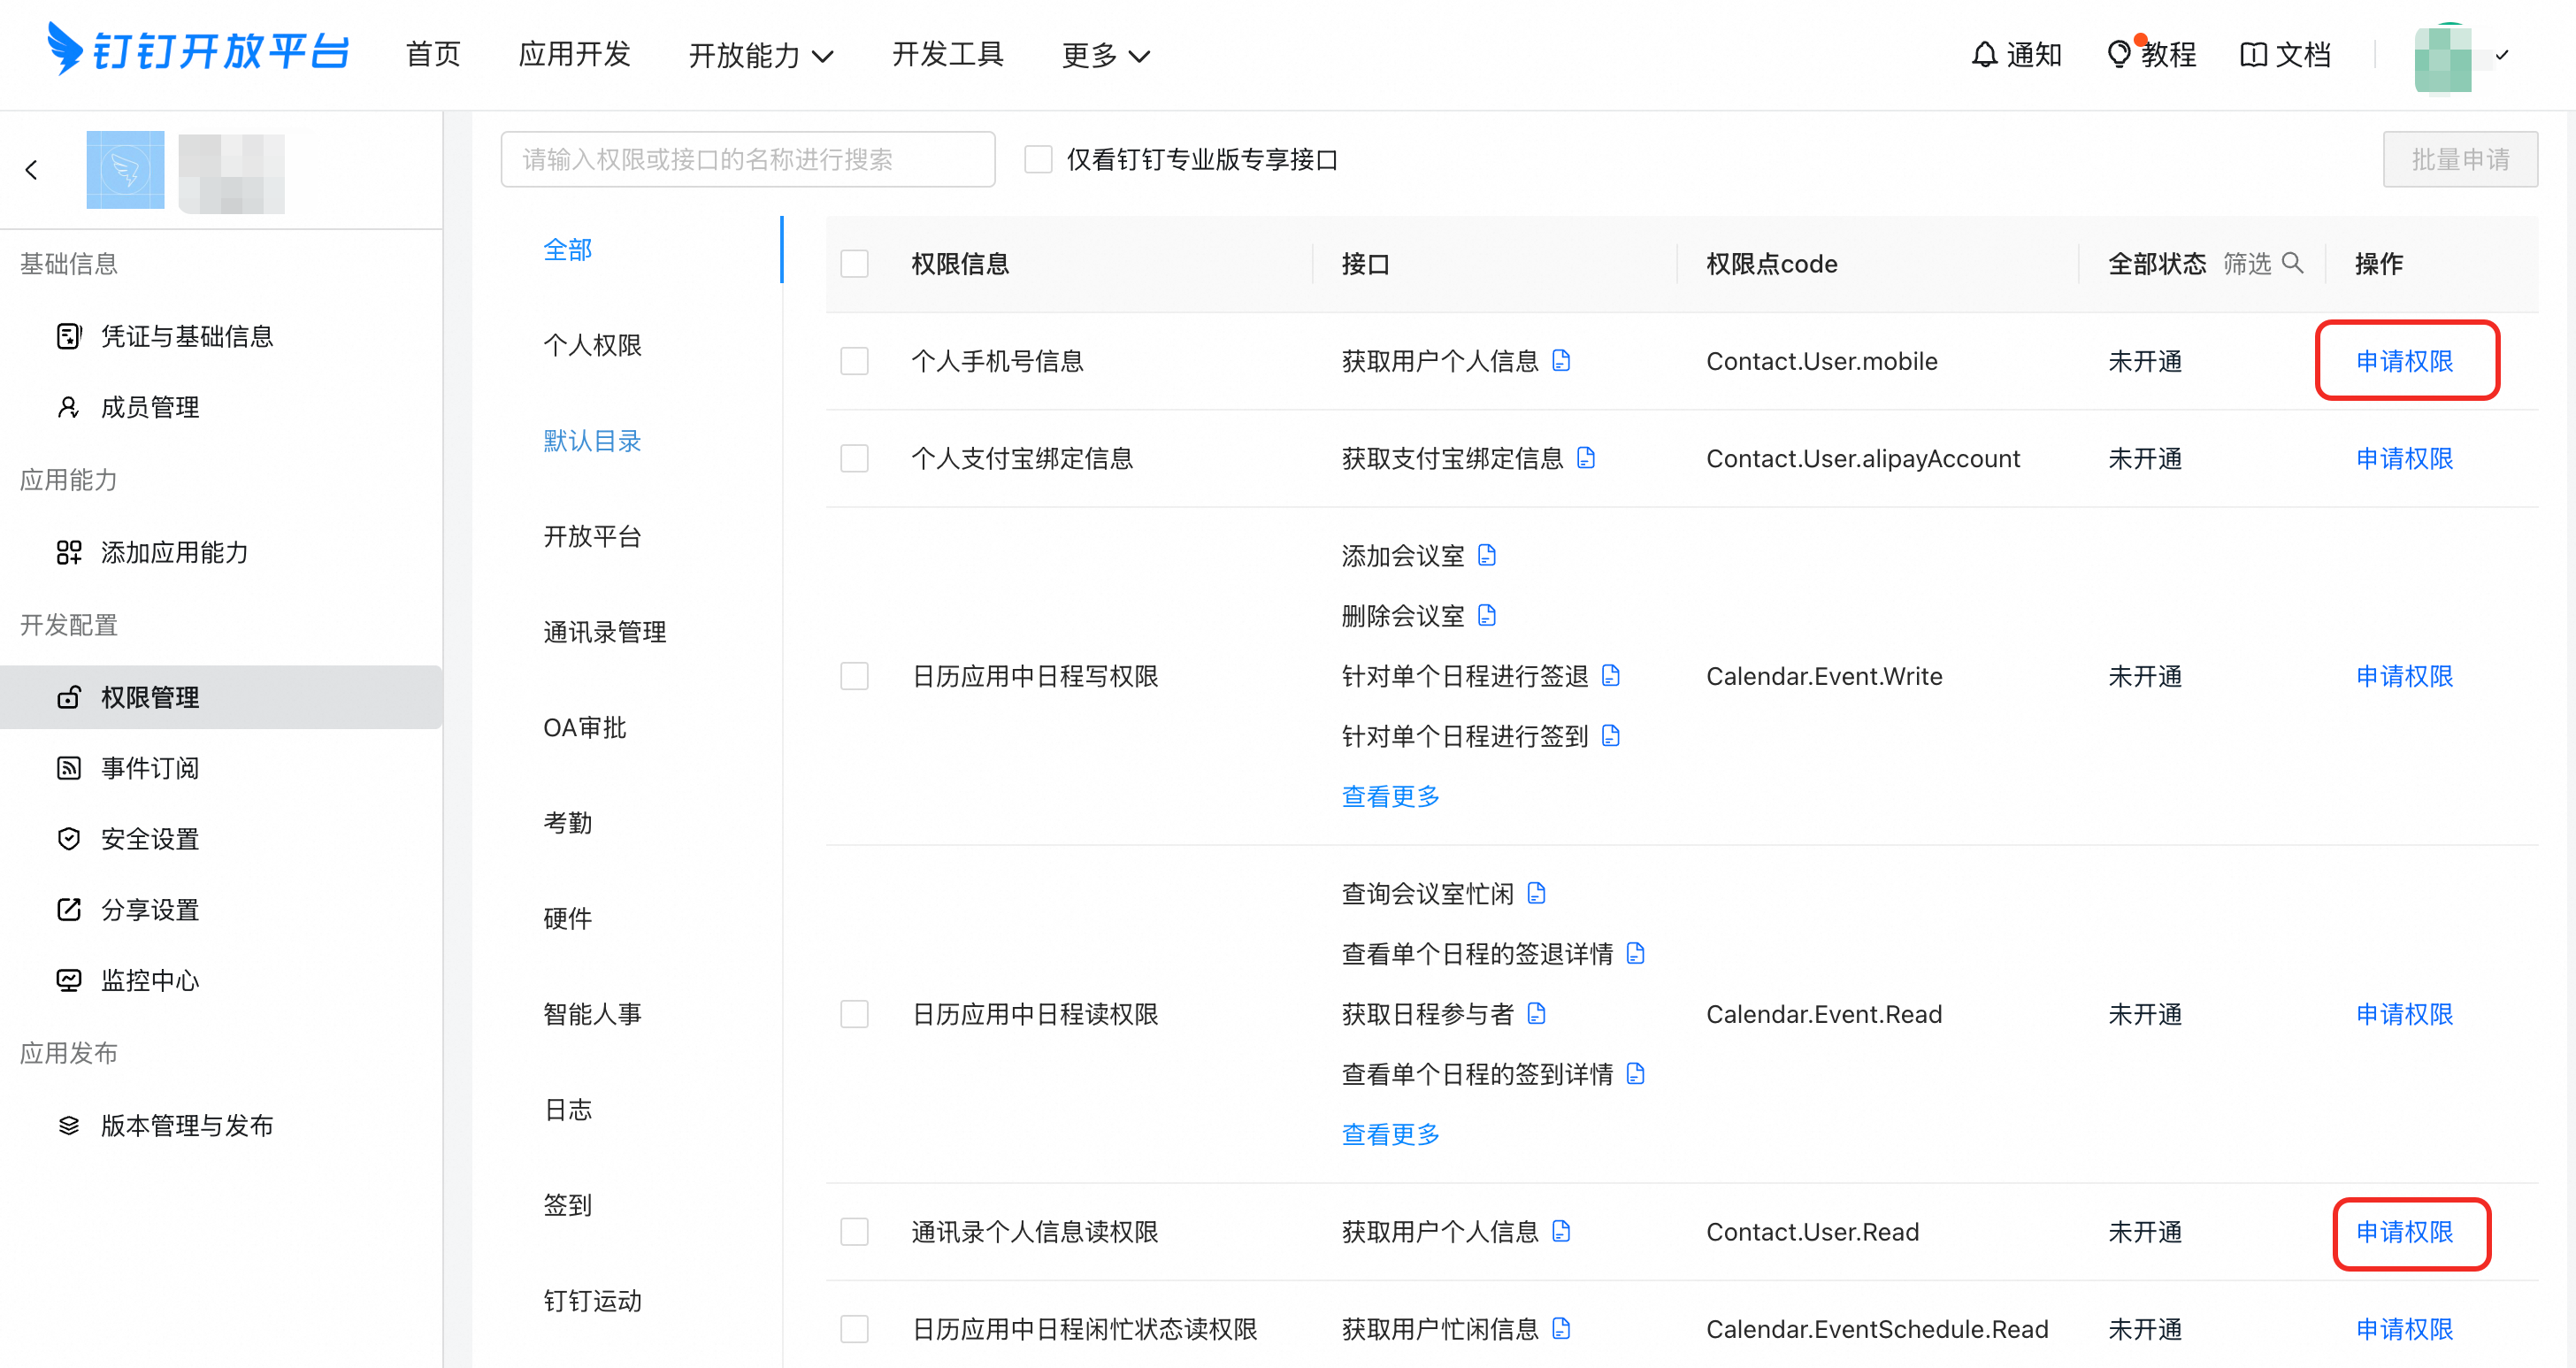 钉钉开放平台 首页 应用开发 开放能力 开发工具 更多 通知 教程 文档
请输入权限或接口的名称进行搜索 仅看钉钉专业版专享接口 批量申请
基础信息
凭证与基础信息
成员管理
应用能力
添加应用能力
开发配置
权限管理
事件订阅
安全设置
分享设置
监控中心
应用发布
版本管理与发布
全部
个人权限
默认目录
开放平台
通讯录管理
OA审批
考勤
硬件
智能人事
日志
签到
钉钉运动
权限信息 接口 权限点code 全部状态 筛选 操作
个人手机号信息 获取用户个人信息 Contact.User.mobile 未开通 申请权限
个人支付宝绑定信息 获取支付宝绑定信息 Contact.User.alipayAccount 未开通 申请权限
添加会议室
删除会议室
日历应用中日程写权限 针对单个日程进行签退 Calendar.Event.Write 未开通 申请权限
针对单个日程进行签到
查看更多
查询会议室忙闲
查看单个日程的签退详情
日历应用中日程读权限 获取日程参与者 Calendar.Event.Read 未开通 申请权限
查看单个日程的签到详情
查看更多
通讯录个人信息读权限 获取用户个人信息 Contact.User.Read 未开通 申请权限
日历应用中日程闲忙状态读权限 获取用户忙闲信息 Calendar.EventSchedule.Read 未开通 申请权限